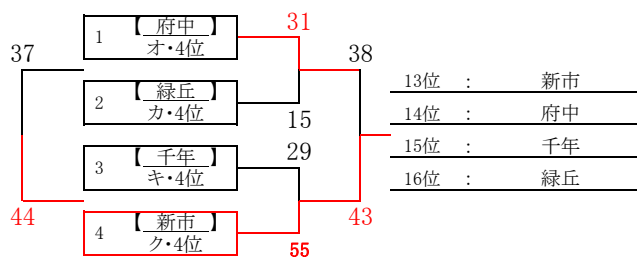 1 【 府中 】 31
オ・4位
37 38
2 【 緑丘 】
カ・4位 15
3 【 千年 】 29
キ・4位
44 43
4 【 新市 】
ク・4位 55
13位 : 新市
14位 : 府中
15位 : 千年
16位 : 緑丘